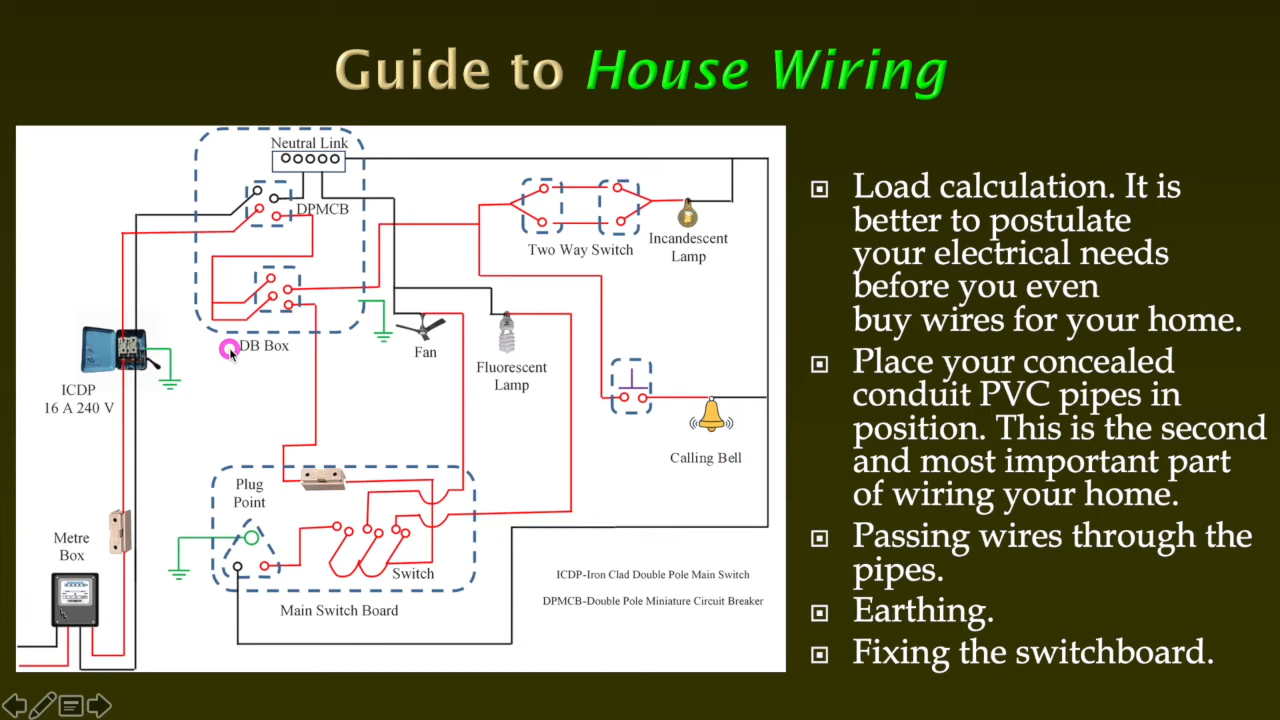 Guide to House Wiring
Neutral Link
DPMCB
Two Way Switch
Incandescent
Lamp
DB Box
Fan
Fluorescent
Lamp
ICDP
16 A 240 V
Calling Bell
Plug
Point
Metre
Box
Switch
Main Switch Board
ICDP-Iron Clad Double Pole Main Switch
DPMCB-Double Pole Miniature Circuit Breaker
Load calculation. It is
better to postulate
your electrical needs
before you even
buy wires for your home.
Place your concealed
conduit PVC pipes in
position. This is the second
and most important part
of wiring your home.
Passing wires through the
pipes.
Earthing.
Fixing the switchboard.